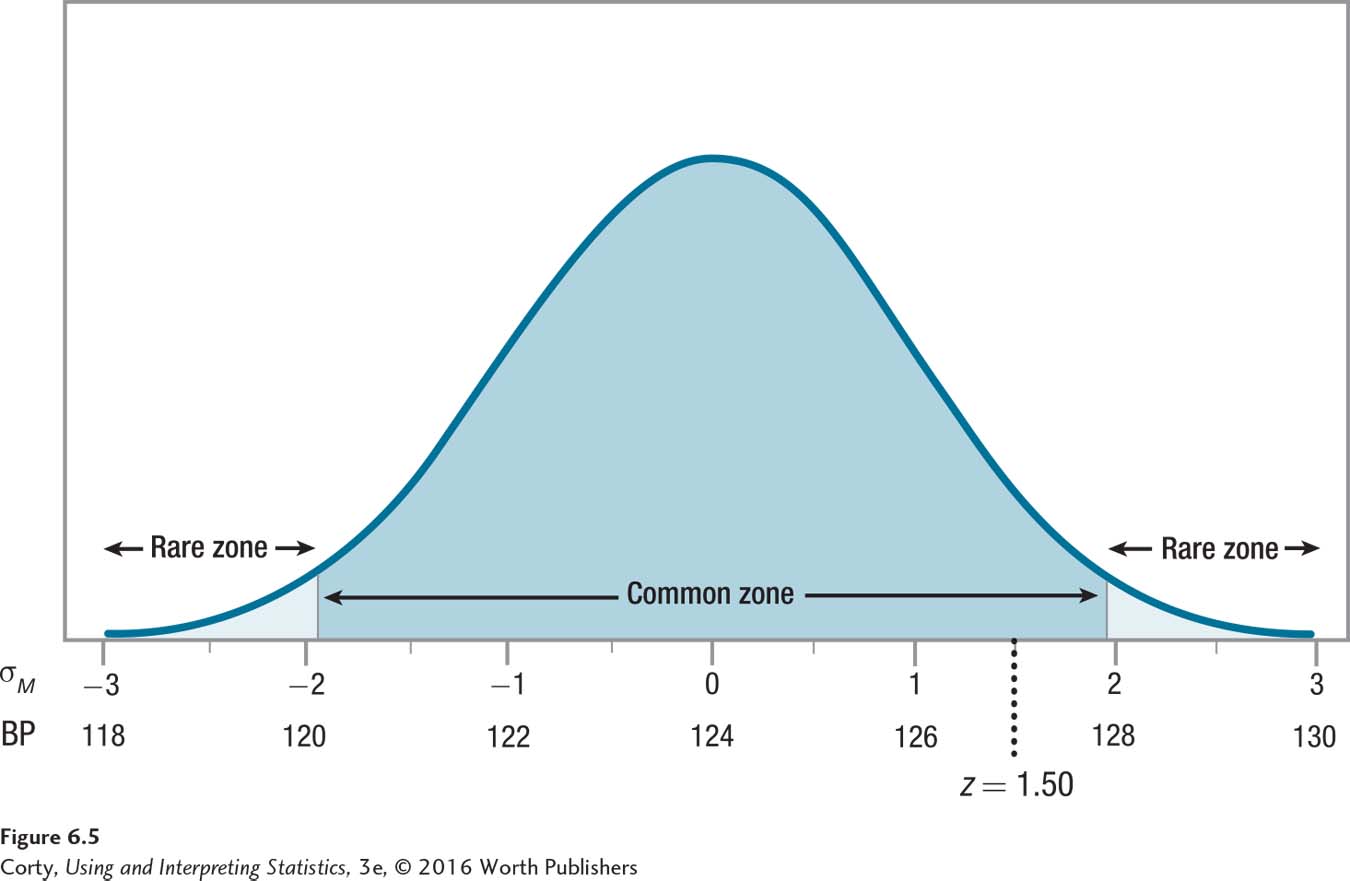 Rare zone
Rare zone
Common zone
σM −3 −2 −1 0 1 2 3
BP 118 120 122 124 126 128 130
z = 1.50
Figure 6.5
Corty, Using and Interpreting Statistics, 3e, © 2016 Worth Publishers